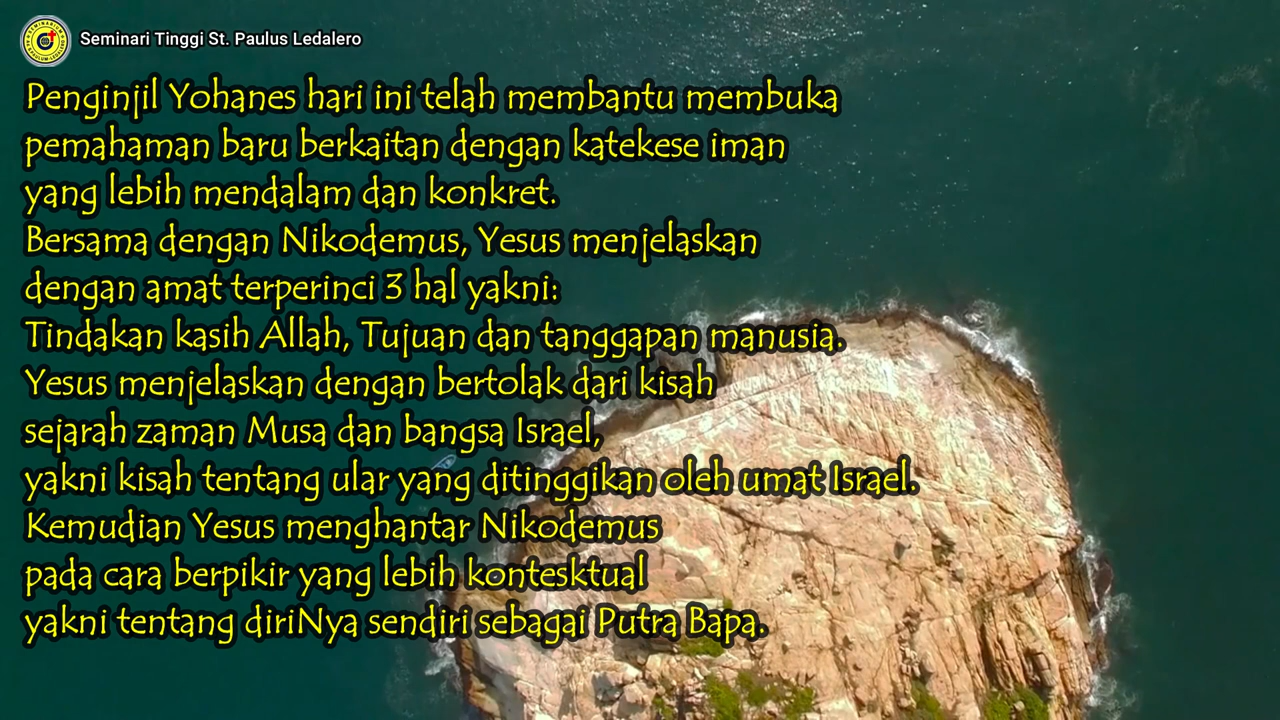 Seminari Tinggi St. Paulus Ledalero
Penginjil Yohanes hari ini telah membantu membuka
pemahaman baru berkaitan dengan katekese iman
yang lebih mendalam dan konkret.
Bersama dengan Nikodemus, Yesus menjelaskan
dengan amat terperinci 3 hal yakni:
Tindakan kasih Allah, Tujuan dan tanggapan manusia.
Yesus menjelaskan dengan bertolak dari kisah
sejarah zaman Musa dan bangsa Israel,
yakni kisah tentang ular yang ditinggikan oleh umat Israel.
Kemudian Yesus menghantar Nikodemus
pada cara berpikir yang lebih kontesktual
yakni tentang diriNya sendiri sebagai Putra Bapa.